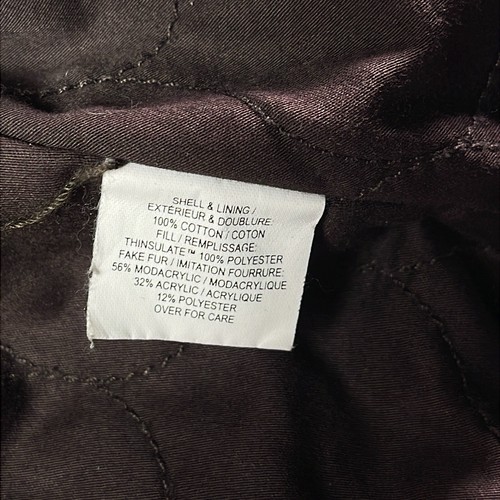 SHELL & LINING /
EXTÉRIEUR & DOUBLURE:
100% COTTON / COTON
FILL / REMPLISSAGE:
THINSULATE™ 100% POLYESTER
FAKE FUR / IMITATION FOURRURE:
56% MODACRYLIC / MODACRYLIQUE
32% ACRYLIC / ACRYLIQUE
12% POLYESTER
OVER FOR CARE